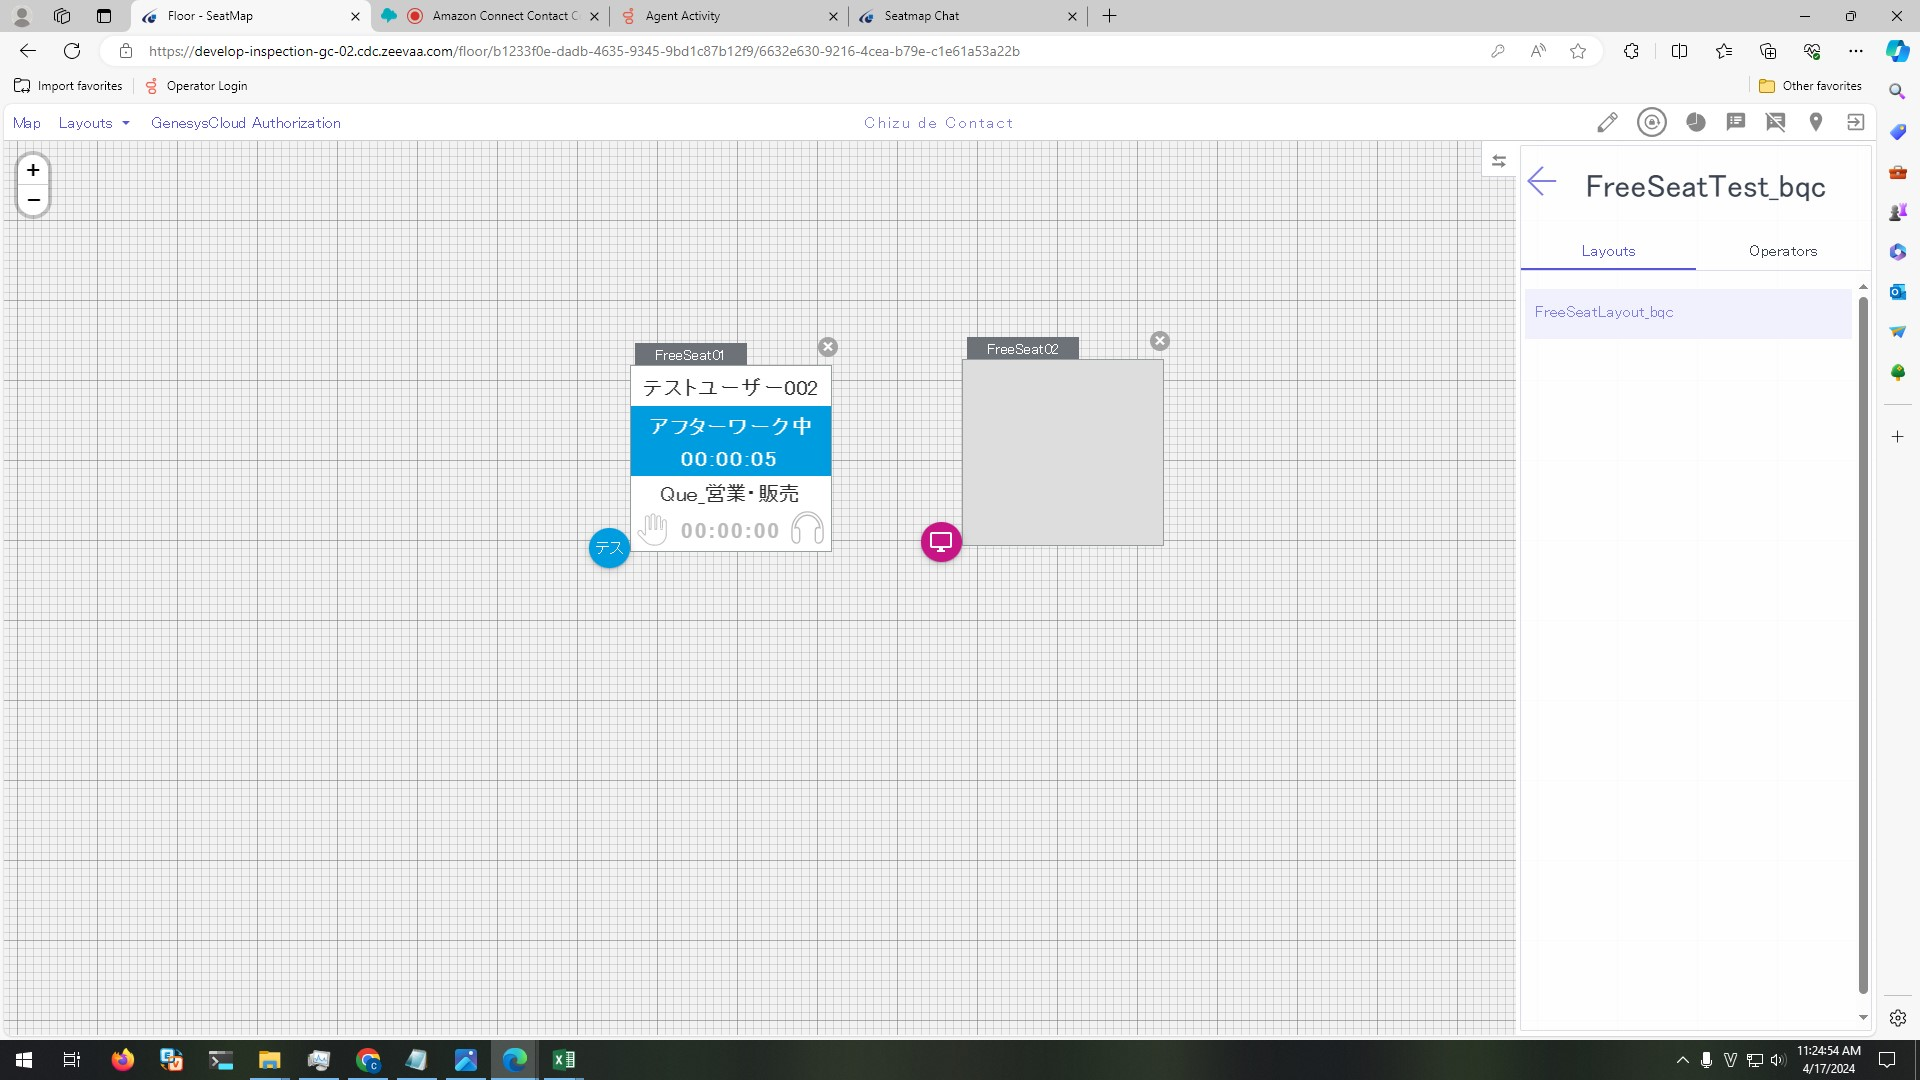 Floor - SeatMap
Amazon Connect Contact C
Agent Activity
Seatmap Chat
https://develop-inspection-gc-02.cdc.zeevaa.com/floor/b1233f0e-dadb-4635-9345-9bd1c87b12f9/6632e630-9216-4cea-b79e-c1e61a53a22b
Import favorites
Operator Login
Other favorites
Map
Layouts
GenesysCloud Authorization
Chizu de Contact
+
−
FreeSeat01
テストユーザー002
アフターワーク中
00:00:05
Que_営業・販売
00:00:00
テス
FreeSeat02
FreeSeatTest_bqc
Layouts
Operators
FreeSeatLayout_bqc
11:24:54 AM
4/17/2024